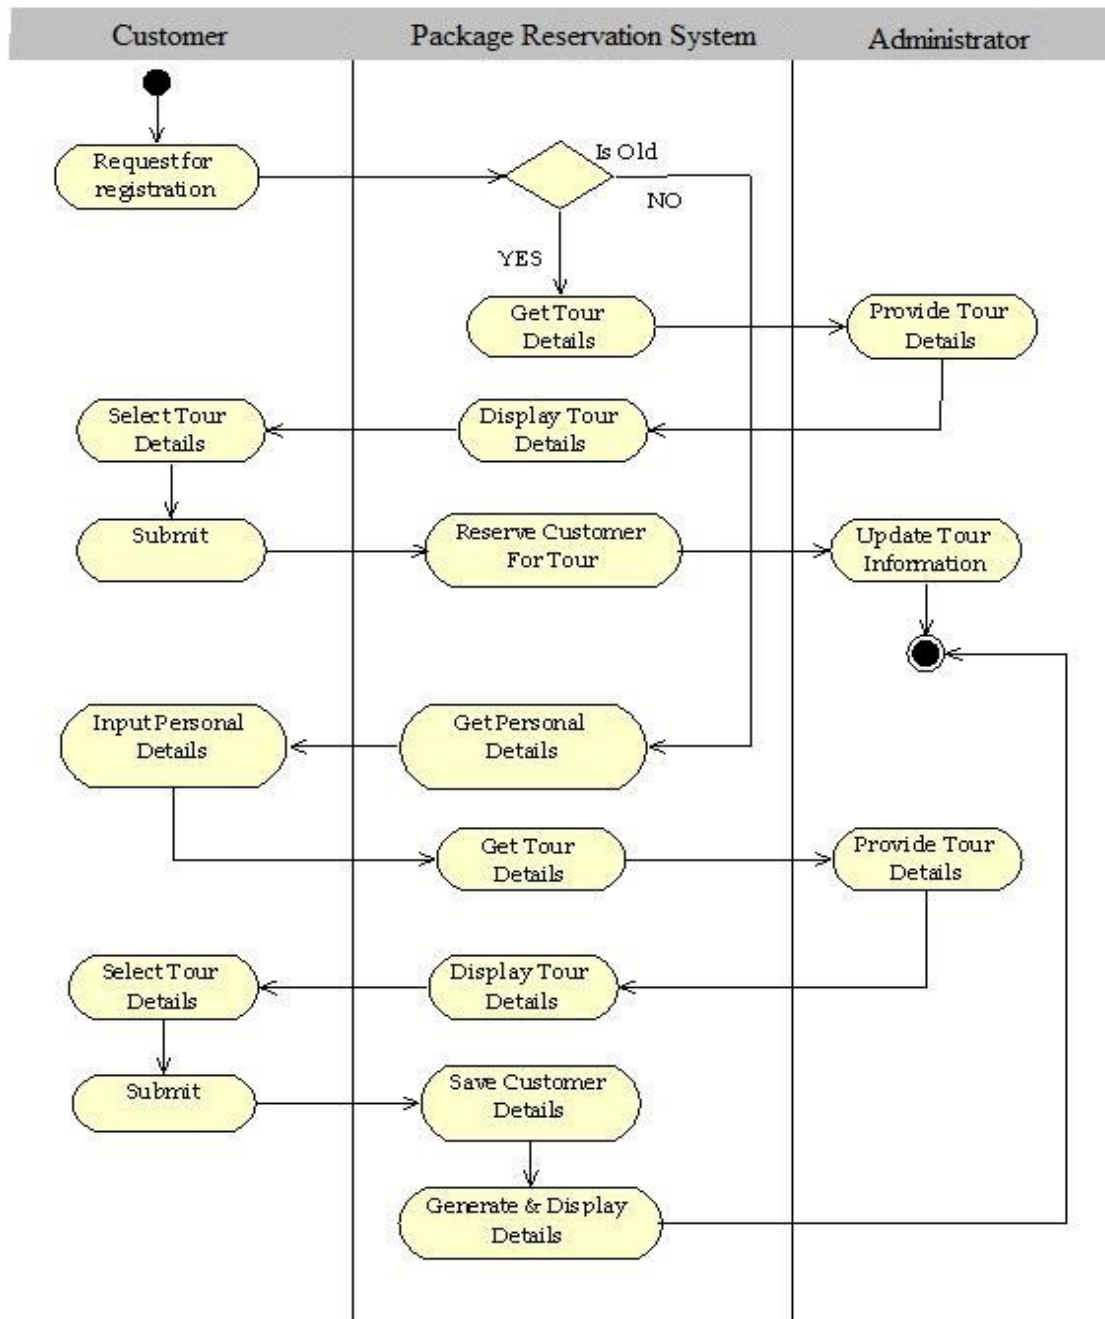 Customer
Package Reservation System
Administrator
Request for
registration
Is Old
NO
YES
Get Tour
Details
Provide Tour
Details
Select Tour
Details
Display Tour
Details
Submit
Reserve Customer
For Tour
Update Tour
Information
Input Personal
Details
Get Personal
Details
Get Tour
Details
Provide Tour
Details
Select Tour
Details
Display Tour
Details
Submit
Save Customer
Details
Generate & Display
Details